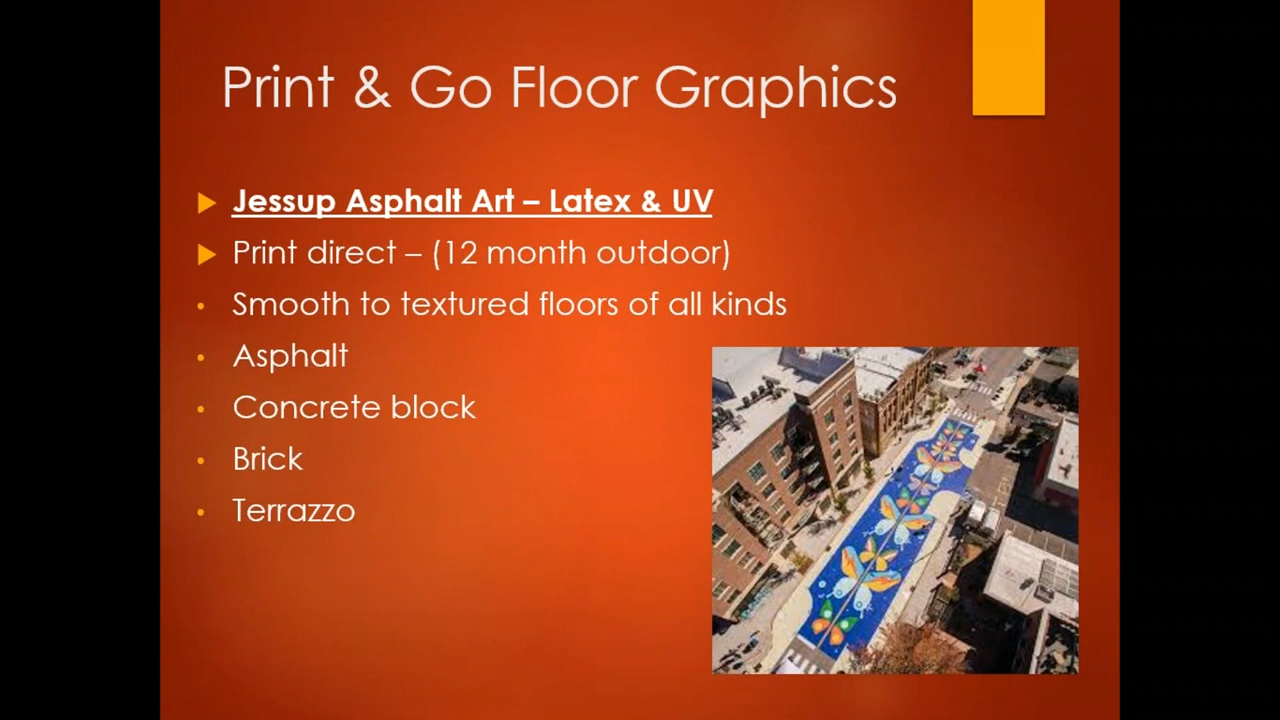 Print & Go Floor Graphics
Jessup Asphalt Art – Latex & UV
Print direct – (12 month outdoor)
Smooth to textured floors of all kinds
Asphalt
Concrete block
Brick
Terrazzo